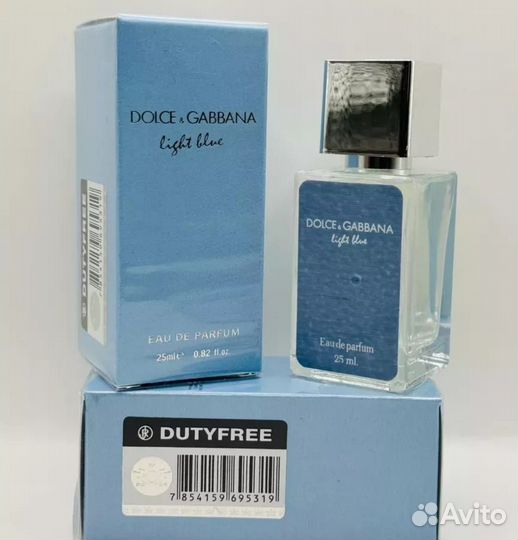 DOLCE & GABBANA
light blue
EAU DE PARFUM
25ml℮ 0.82 fl.oz.
DUTYFREE
DOLCE & GABBANA
light blue
Eau de parfum
25 ml.
DUTYFREE
7 854159 695319
Avito